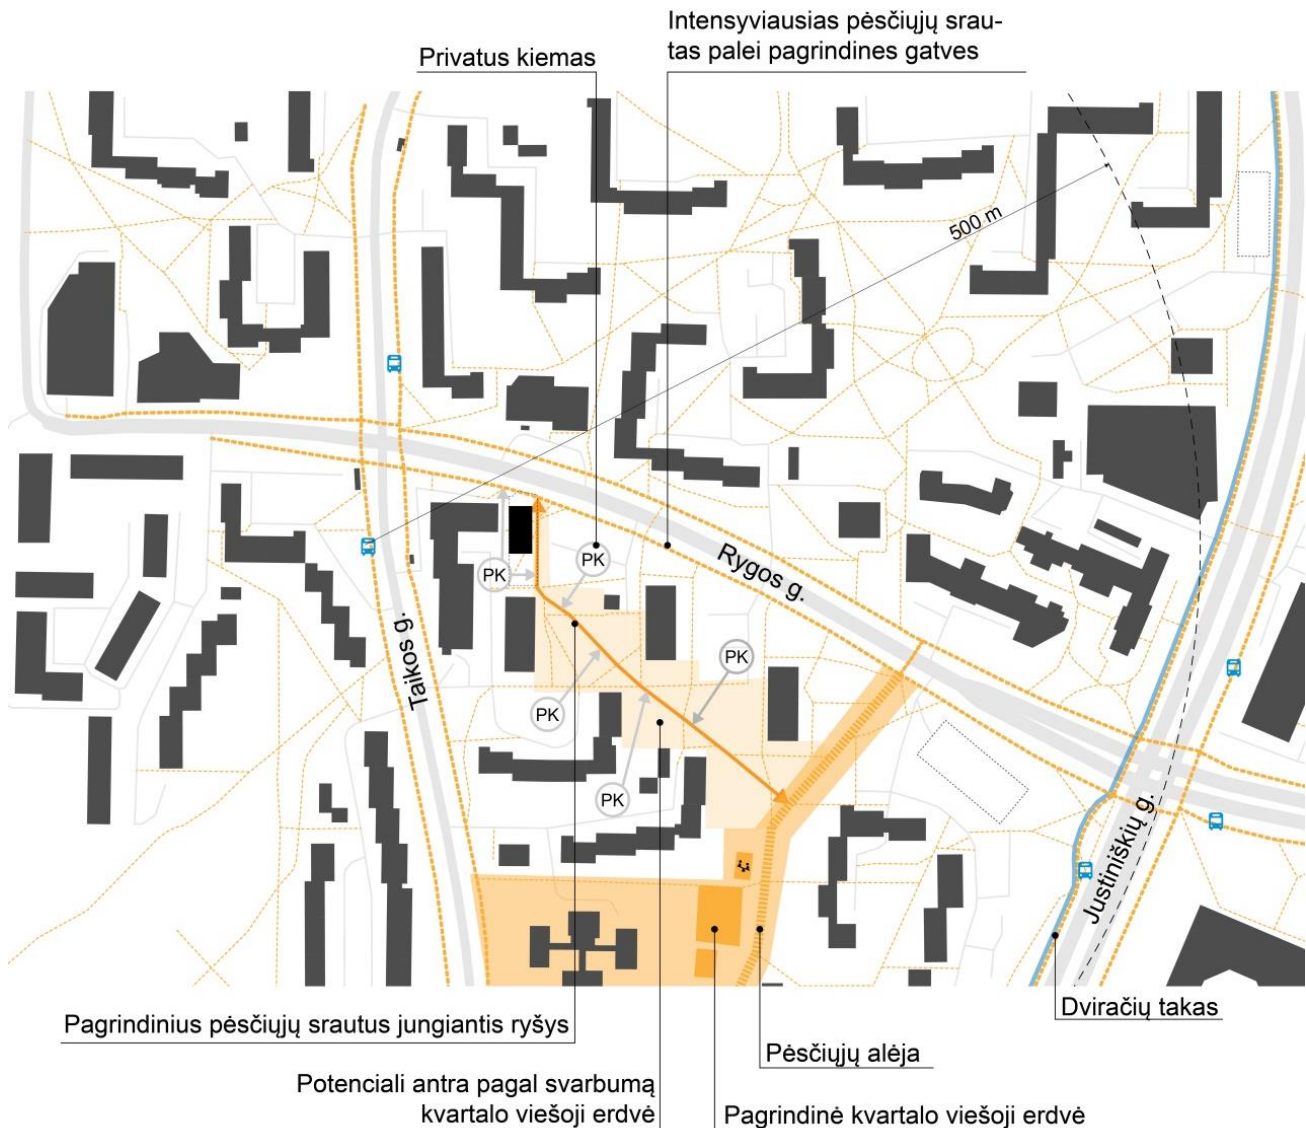 Intensyviausias pėsčiųjų srau-
tas palei pagrindines gatves
Privatus kiemas
500 m
Rygos g.
PK
PK
Taikos g.
PK
PK
PK
Justiniškių g.
Dviračių takas
Pagrindinius pėsčiųjų srautus jungiantis ryšys
Pėsčiųjų alėja
Potenciali antra pagal svarbumą
kvartalo viešoji erdvė
Pagrindinė kvartalo viešoji erdvė